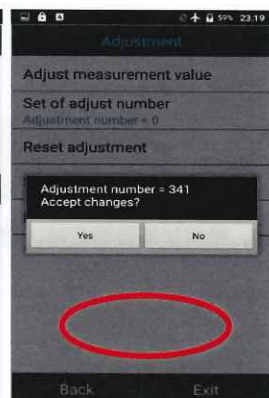 59% 23:19
Adjustment
Adjust measurement value
Set of adjust number
Adjustment number = 0
Reset adjustment
Adjustment number = 341
Accept changes?
Yes No
Back Exit